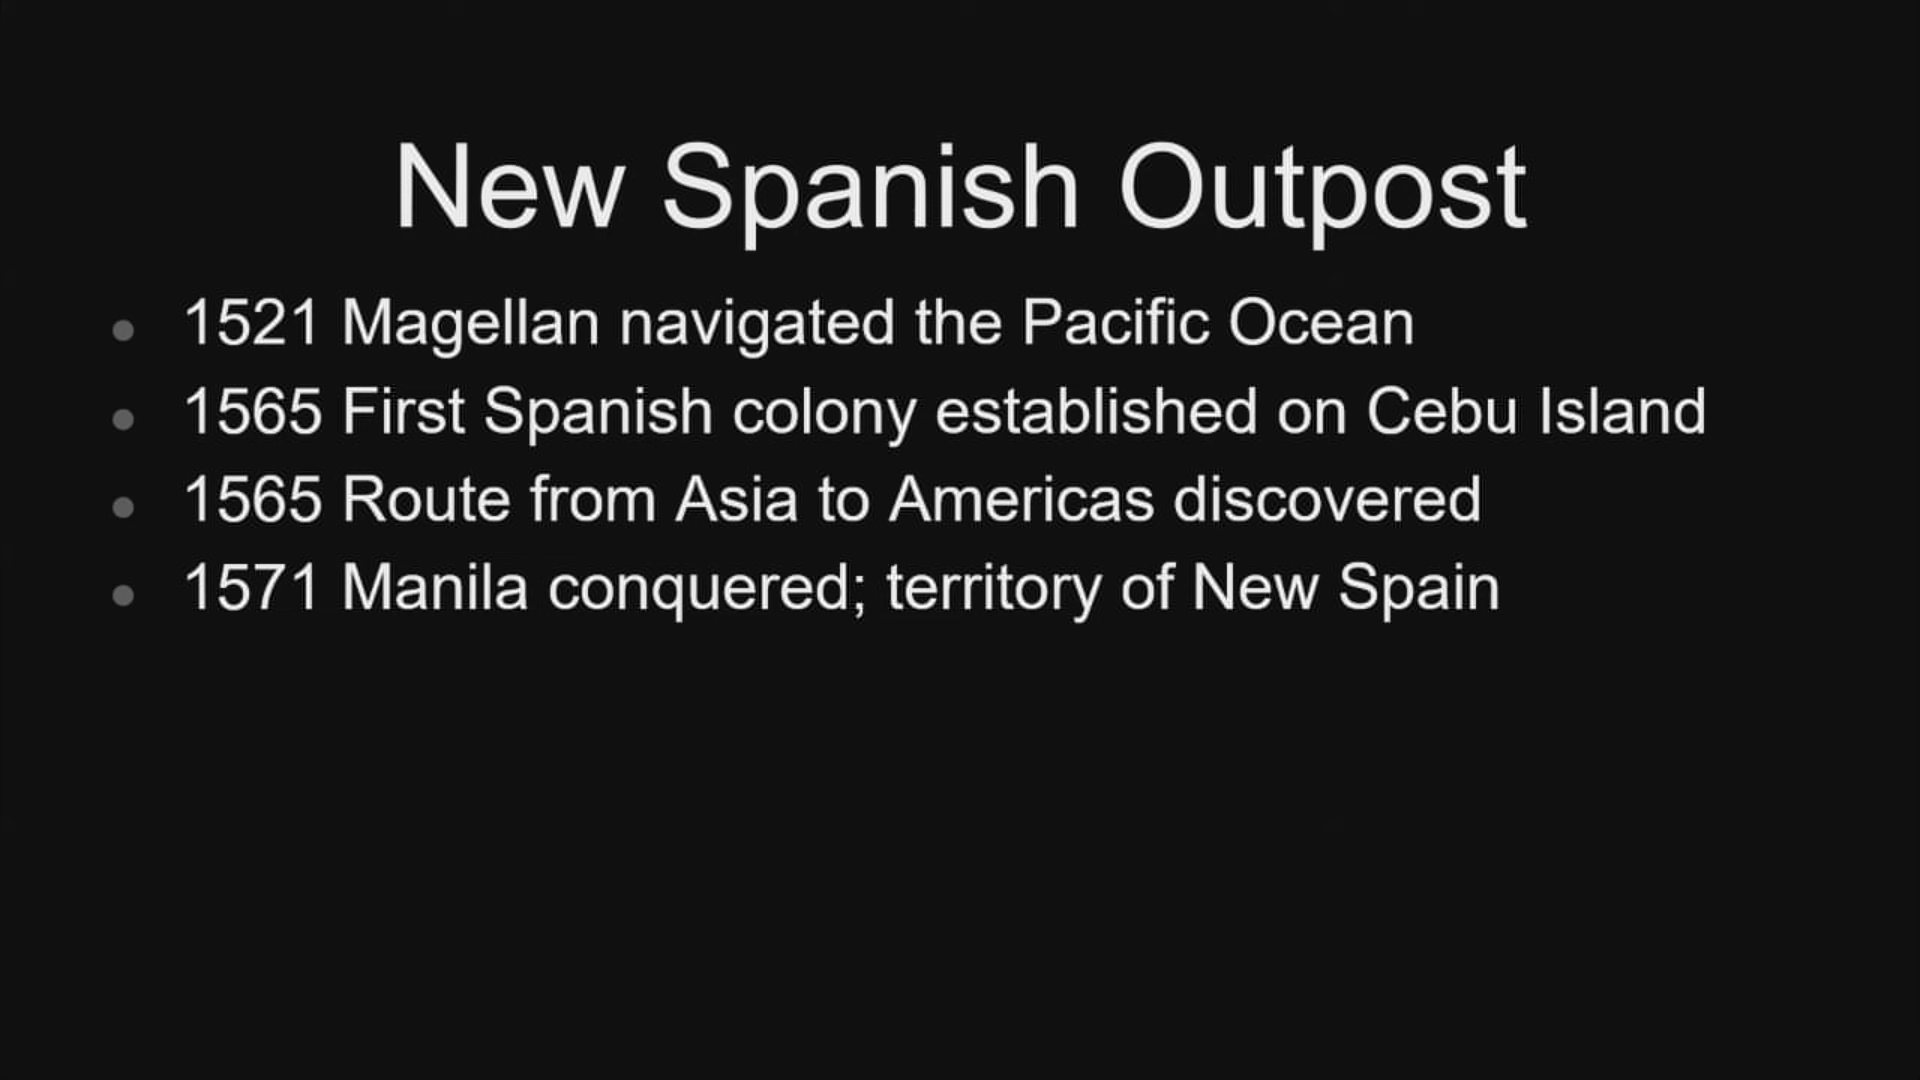 New Spanish Outpost
1521 Magellan navigated the Pacific Ocean
1565 First Spanish colony established on Cebu Island
1565 Route from Asia to Americas discovered
1571 Manila conquered; territory of New Spain